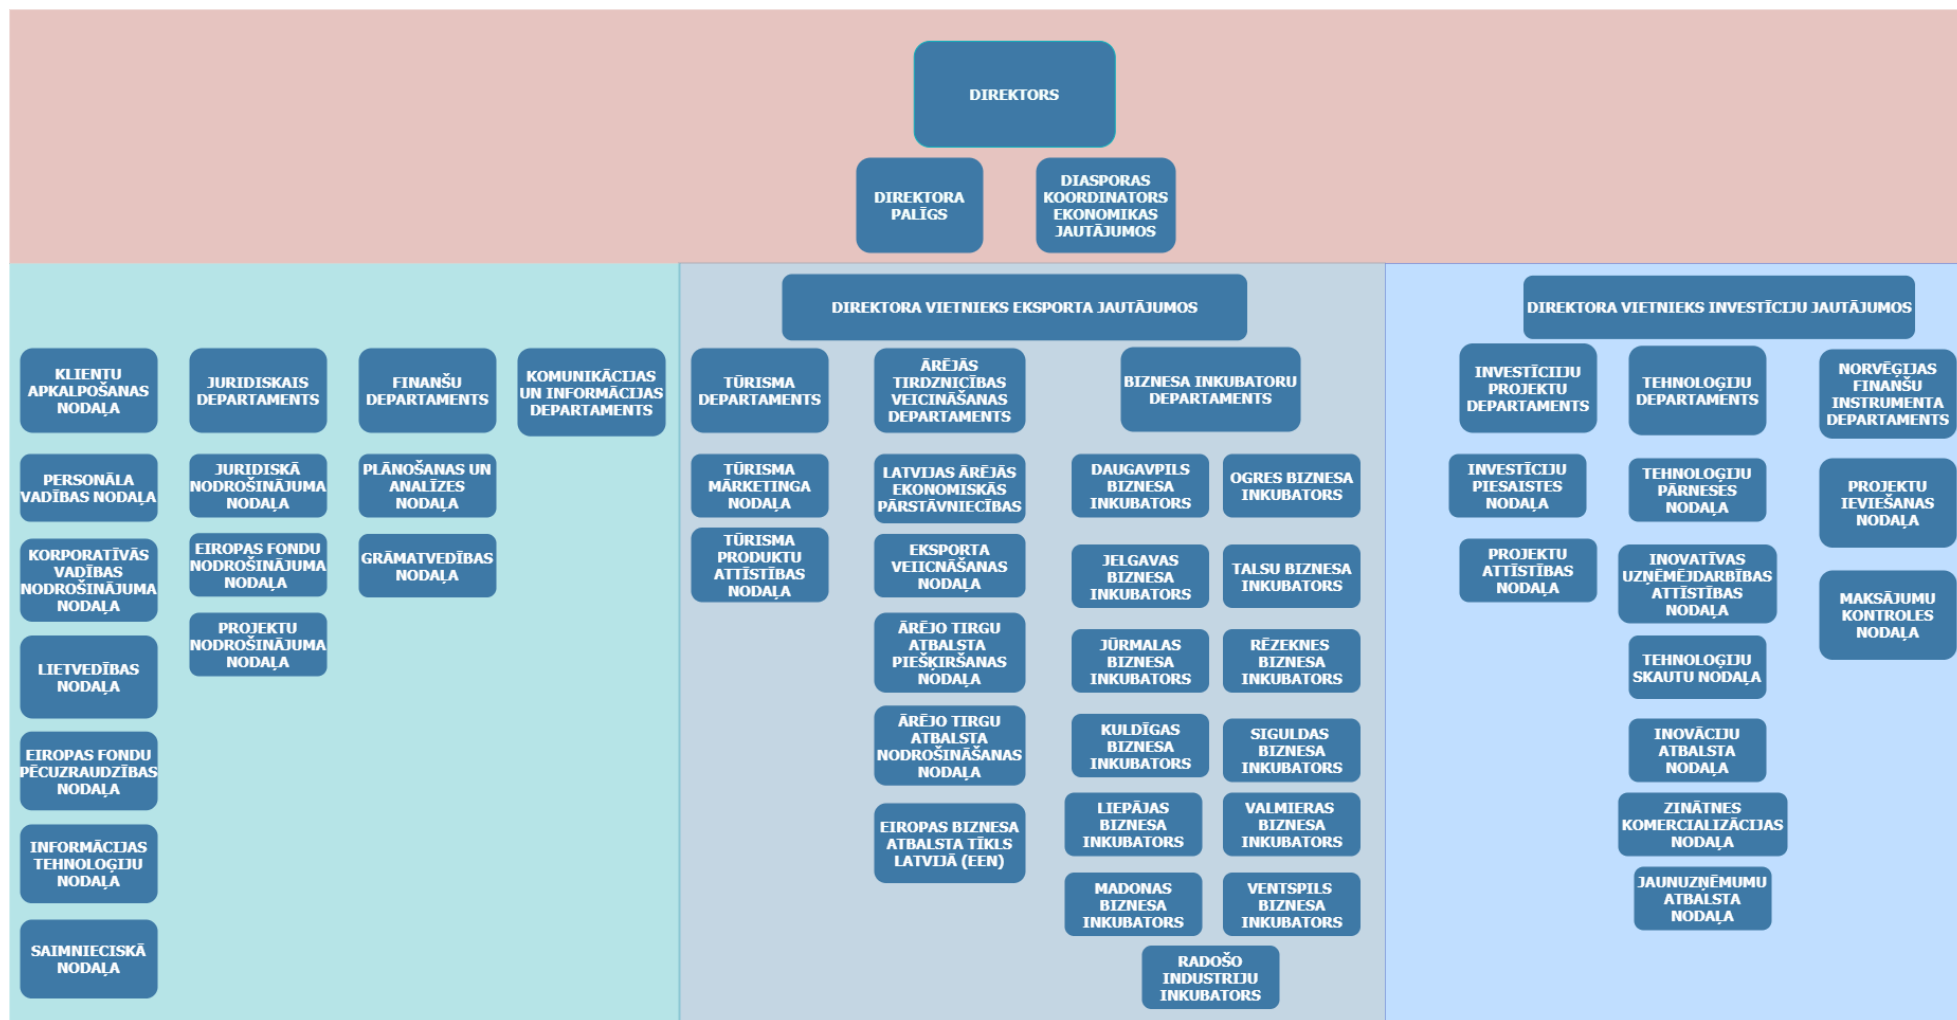 DIREKTORS
DIREKTORA
PALĪGS
DIASPORAS
KOORDINATORS
EKONOMIKAS
JAUTĀJUMOS
KLIENTU
APKALPOŠANAS
NODAĻA
PERSONĀLA
VADĪBAS NODAĻA
KORPORATĪVĀS
VADĪBAS
NODROŠINĀJUMA
NODAĻA
LIETVEDĪBAS
NODAĻA
EIROPAS FONDU
PĒCUZRAUDZĪBAS
NODAĻA
INFORMĀCIJAS
TEHNOLOĢIJU
NODAĻA
SAIMNIECISKĀ
NODAĻA
JURIDISKAIS
DEPARTAMENTS
JURIDISKĀ
NODROŠINĀJUMA
NODAĻA
EIROPAS FONDU
NODROŠINĀJUMA
NODAĻA
PROJEKTU
NODROŠINĀJUMA
NODAĻA
FINANŠU
DEPARTAMENTS
PLĀNOŠANAS UN
ANALĪZES
NODAĻA
GRĀMATVEDĪBAS
NODAĻA
KOMUNIKĀCIJAS
UN INFORMĀCIJAS
DEPARTAMENTS
DIREKTORA VIETNIEKS EKSPORTA JAUTĀJUMOS
TŪRISMA
DEPARTAMENTS
TŪRISMA
MĀRKETINGA
NODAĻA
TŪRISMA
PRODUKTU
ATTĪSTĪBAS
NODAĻA
ĀRĒJĀS
TIRDZNIECĪBAS
VEICINĀŠANAS
DEPARTAMENTS
LATVIJAS ĀRĒJĀS
EKONOMISKĀS
PĀRSTĀVNIECĪBAS
EKSPORTA
VEIICNĀŠANAS
NODAĻA
ĀRĒJO TIRGU
ATBALSTA
PIEŠĶIRŠANAS
NODAĻA
ĀRĒJO TIRGU
ATBALSTA
NODROŠINĀŠANAS
NODAĻA
EIROPAS BIZNESA
ATBALSTA TĪKLS
LATVIJĀ (EEN)
BIZNESA INKUBATORU
DEPARTAMENTS
DAUGAVPILS
BIZNESA
INKUBATORS
OGRES BIZNESA
INKUBATORS
JELGAVAS
BIZNESA
INKUBATORS
TALSU BIZNESA
INKUBATORS
JŪRMALAS
BIZNESA
INKUBATORS
RĒZEKNES
BIZNESA
INKUBATORS
KULDĪGAS
BIZNESA
INKUBATORS
SIGULDAS
BIZNESA
INKUBATORS
LIEPĀJAS
BIZNESA
INKUBATORS
VALMIERAS
BIZNESA
INKUBATORS
MADONAS
BIZNESA
INKUBATORS
VENTSPILS
BIZNESA
INKUBATORS
RADOŠO
INDUSTRIJU
INKUBATORS
DIREKTORA VIETNIEKS INVESTĪCIJU JAUTĀJUMOS
INVESTĪCIJU
PROJEKTU
DEPARTAMENTS
INVESTĪCIJU
PIESAISTES
NODAĻA
PROJEKTU
ATTĪSTĪBAS
NODAĻA
TEHNOLOĢIJU
DEPARTAMENTS
TEHNOLOĢIJU
PĀRNESES
NODAĻA
INOVATĪVAS
UZŅĒMĒJDARBĪBAS
ATTĪSTĪBAS
NODAĻA
TEHNOLOĢIJU
SKAUTU NODAĻA
INOVĀCIJU
ATBALSTA
NODAĻA
ZINĀTNES
KOMERCIALIZĀCIJAS
NODAĻA
JAUNUZŅĒMUMU
ATBALSTA
NODAĻA
NORVĒĢIJAS
FINANŠU
INSTRUMENTA
DEPARTAMENTS
PROJEKTU
IEVIEŠANAS
NODAĻA
MAKSĀJUMU
KONTROLES
NODAĻA